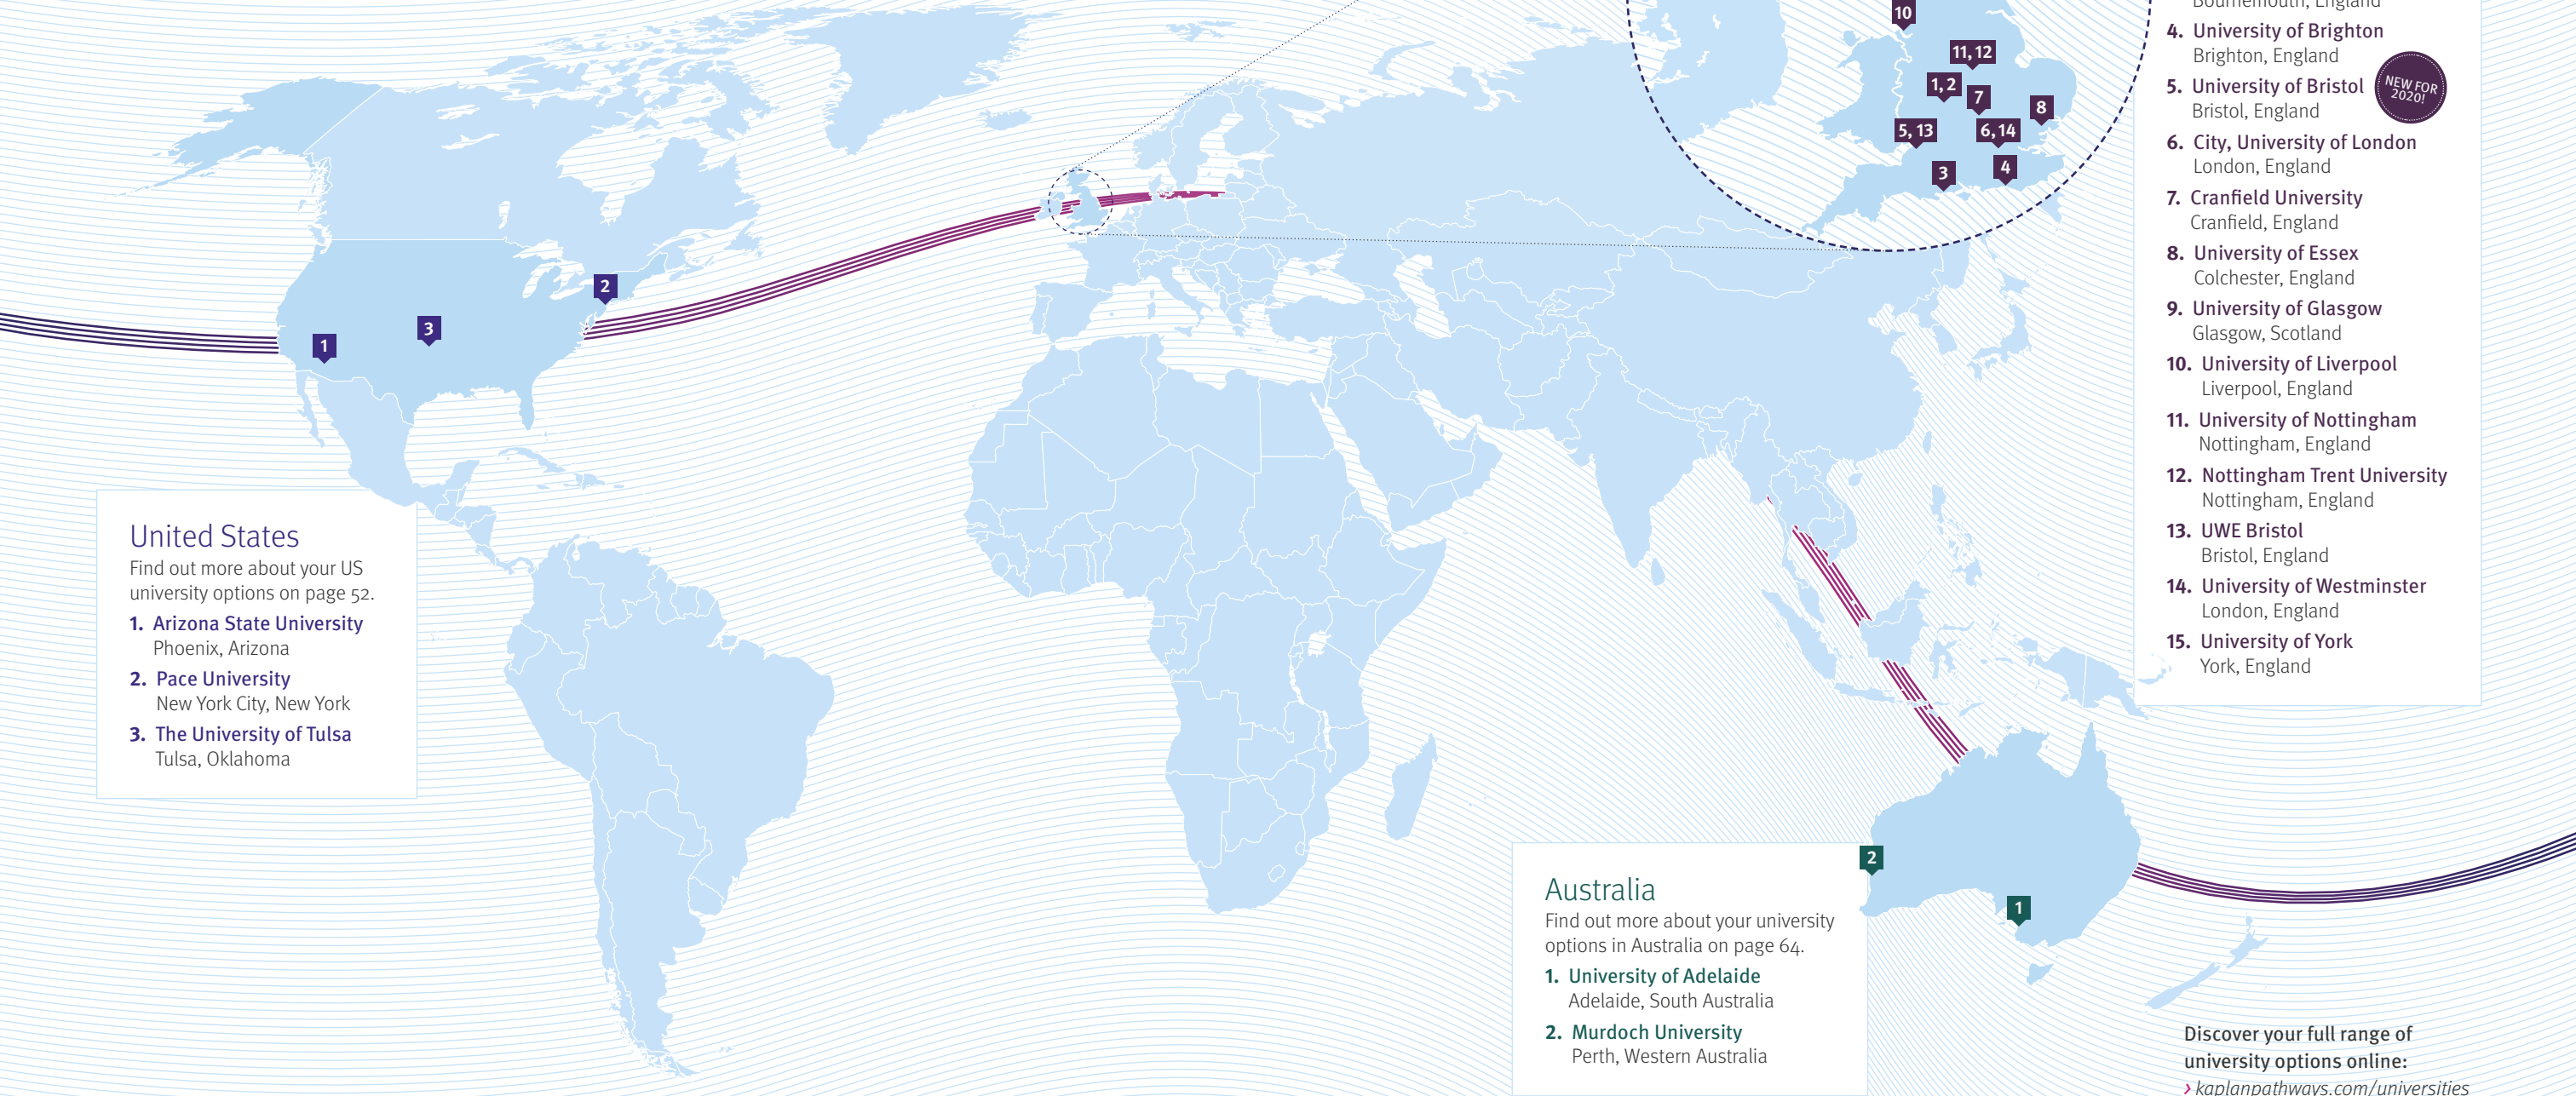 10
11, 12
1, 2
7
8
5, 13
6, 14
3
4
Bournemouth, England
4. University of Brighton
Brighton, England
5. University of Bristol
Bristol, England
NEW FOR
2020!
6. City, University of London
London, England
7. Cranfield University
Cranfield, England
8. University of Essex
Colchester, England
9. University of Glasgow
Glasgow, Scotland
10. University of Liverpool
Liverpool, England
11. University of Nottingham
Nottingham, England
12. Nottingham Trent University
Nottingham, England
13. UWE Bristol
Bristol, England
14. University of Westminster
London, England
15. University of York
York, England
2
3
1
United States
Find out more about your US
university options on page 52.
1. Arizona State University
Phoenix, Arizona
2. Pace University
New York City, New York
3. The University of Tulsa
Tulsa, Oklahoma
2
1
Australia
Find out more about your university
options in Australia on page 64.
1. University of Adelaide
Adelaide, South Australia
2. Murdoch University
Perth, Western Australia
Discover your full range of
university options online:
› kaplanpathways.com/universities